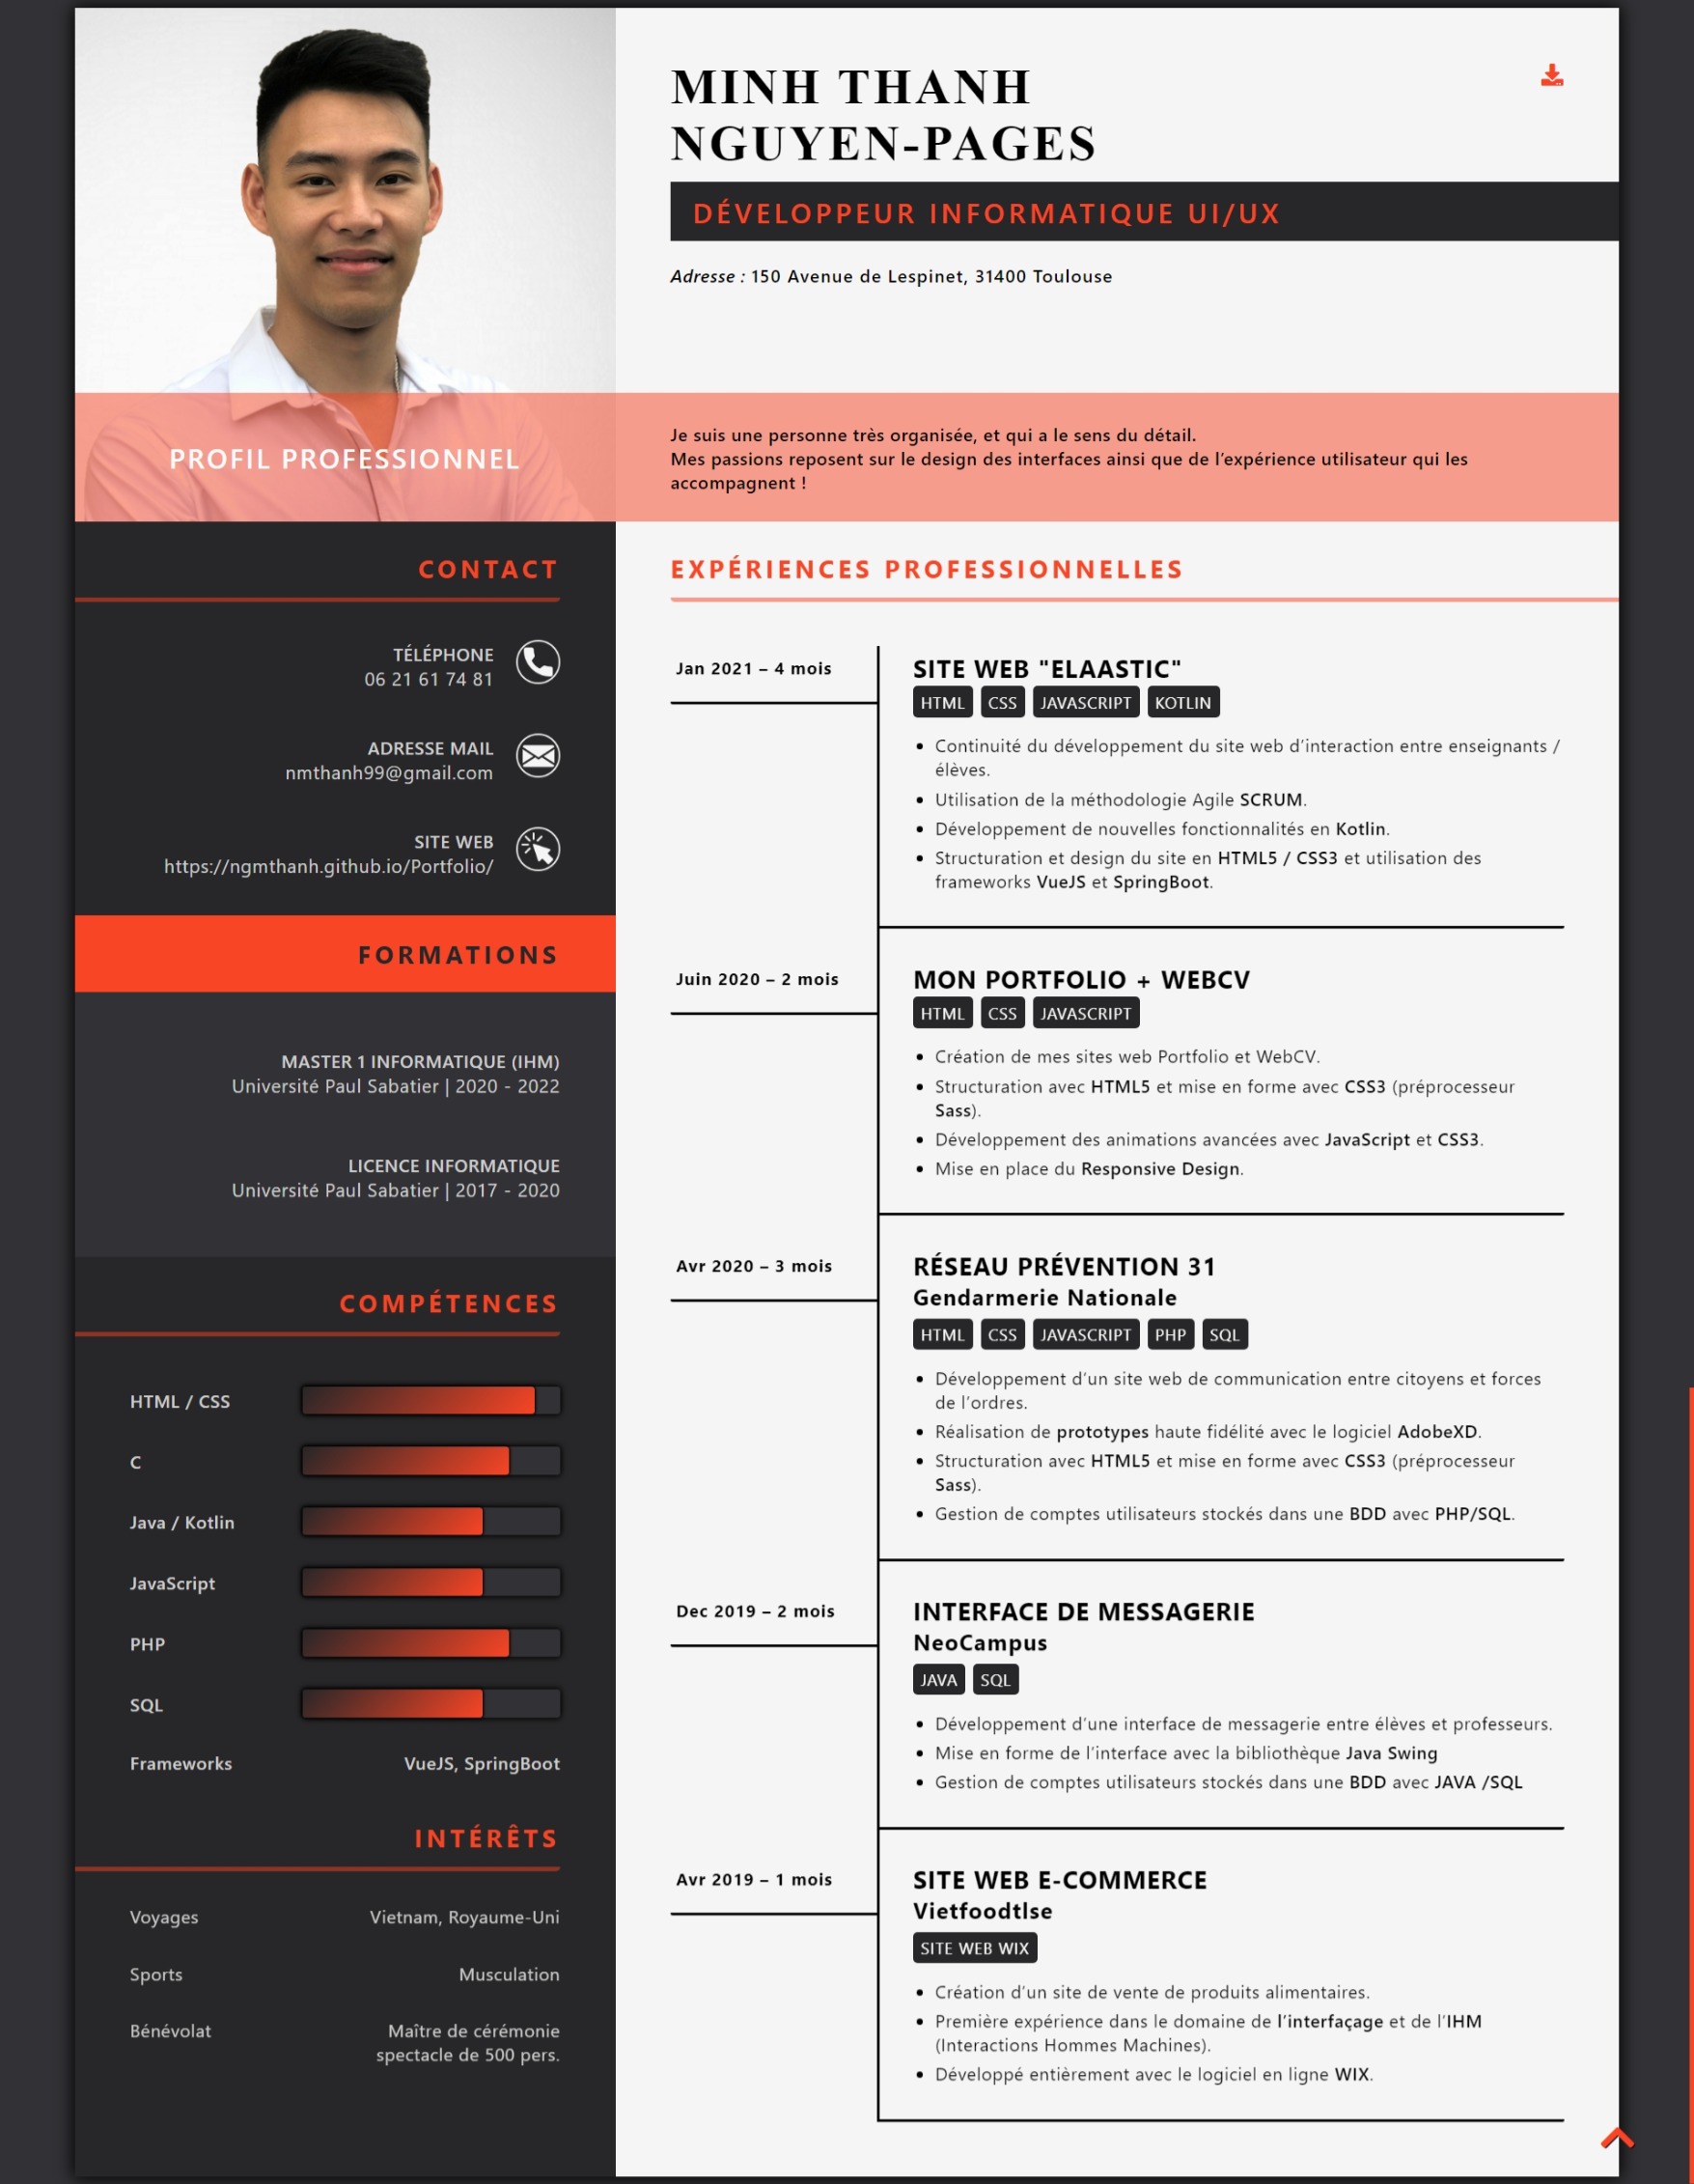 MINH THANH
NGUYEN-PAGES
DÉVELOPPEUR INFORMATIQUE UI/UX
Adresse : 150 Avenue de Lespinet, 31400 Toulouse
PROFIL PROFESSIONNEL
Je suis une personne très organisée, et qui a le sens du détail.
Mes passions reposent sur le design des interfaces ainsi que de l'expérience utilisateur qui les
accompagnent !
CONTACT
TÉLÉPHONE
06 21 61 74 81
ADRESSE MAIL
nmthanh99@gmail.com
SITE WEB
https://ngmthanh.github.io/Portfolio/
FORMATIONS
MASTER 1 INFORMATIQUE (IHM)
Université Paul Sabatier | 2020 - 2022
LICENCE INFORMATIQUE
Université Paul Sabatier | 2017 - 2020
COMPÉTENCES
HTML / CSS
C
Java / Kotlin
JavaScript
PHP
SQL
Frameworks VueJS, SpringBoot
INTÉRÊTS
Voyages Vietnam, Royaume-Uni
Sports Musculation
Bénévolat Maître de cérémonie
spectacle de 500 pers.
EXPÉRIENCES PROFESSIONNELLES
Jan 2021 – 4 mois
SITE WEB "ELAASTIC"
HTML CSS JAVASCRIPT KOTLIN
• Continuité du développement du site web d'interaction entre enseignants /
élèves.
• Utilisation de la méthodologie Agile SCRUM.
• Développement de nouvelles fonctionnalités en Kotlin.
• Structuration et design du site en HTML5 / CSS3 et utilisation des
frameworks VueJS et SpringBoot.
Juin 2020 – 2 mois
MON PORTFOLIO + WEBCV
HTML CSS JAVASCRIPT
• Création de mes sites web Portfolio et WebCV.
• Structuration avec HTML5 et mise en forme avec CSS3 (préprocesseur
Sass).
• Développement des animations avancées avec JavaScript et CSS3.
• Mise en place du Responsive Design.
Avr 2020 – 3 mois
RÉSEAU PRÉVENTION 31
Gendarmerie Nationale
HTML CSS JAVASCRIPT PHP SQL
• Développement d'un site web de communication entre citoyens et forces
de l'ordres.
• Réalisation de prototypes haute fidélité avec le logiciel AdobeXD.
• Structuration avec HTML5 et mise en forme avec CSS3 (préprocesseur
Sass).
• Gestion de comptes utilisateurs stockés dans une BDD avec PHP/SQL.
Dec 2019 – 2 mois
INTERFACE DE MESSAGERIE
NeoCampus
JAVA SQL
• Développement d'une interface de messagerie entre élèves et professeurs.
• Mise en forme de l'interface avec la bibliothèque Java Swing
• Gestion de comptes utilisateurs stockés dans une BDD avec JAVA /SQL
Avr 2019 – 1 mois
SITE WEB E-COMMERCE
Vietfoodtlse
SITE WEB WIX
• Création d'un site de vente de produits alimentaires.
• Première expérience dans le domaine de l'interfaçage et de l'IHM
(Interactions Hommes Machines).
• Développé entièrement avec le logiciel en ligne WIX.